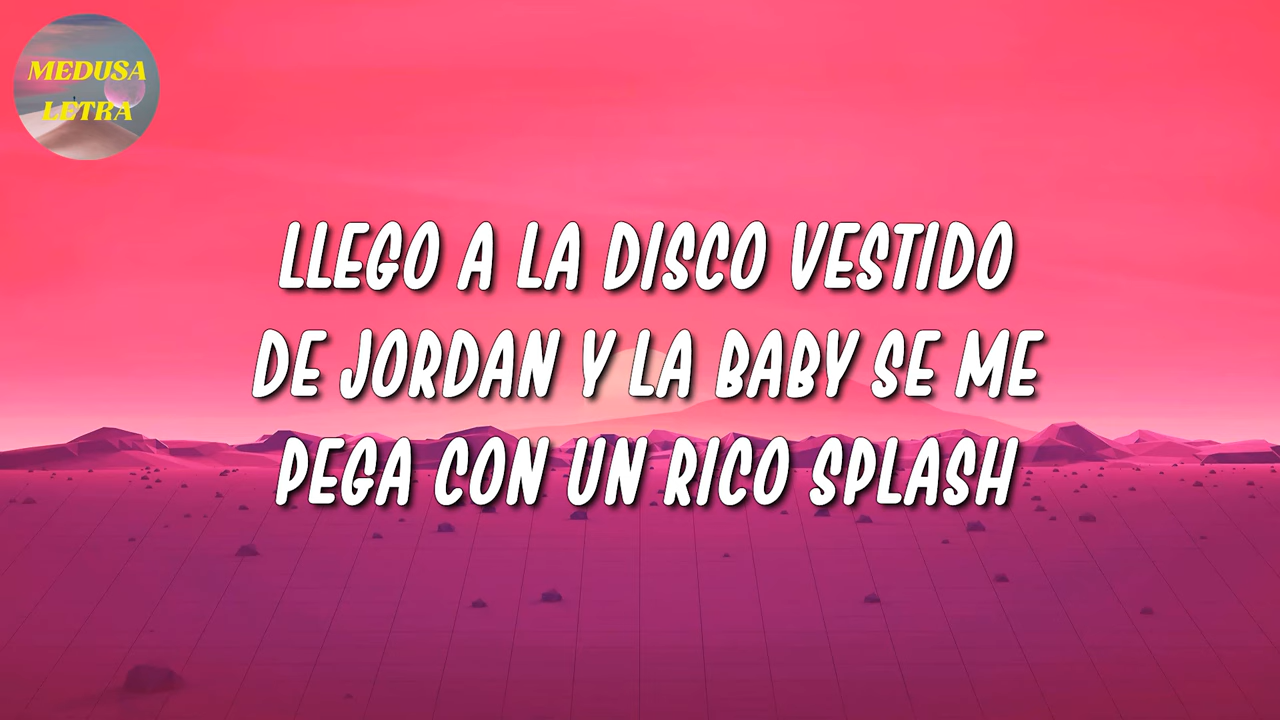 MEDUSA
LETRA
LLEGO A LA DISCO VESTIDO
DE JORDAN Y LA BABY SE ME
PEGA CON UN RICO SPLASH